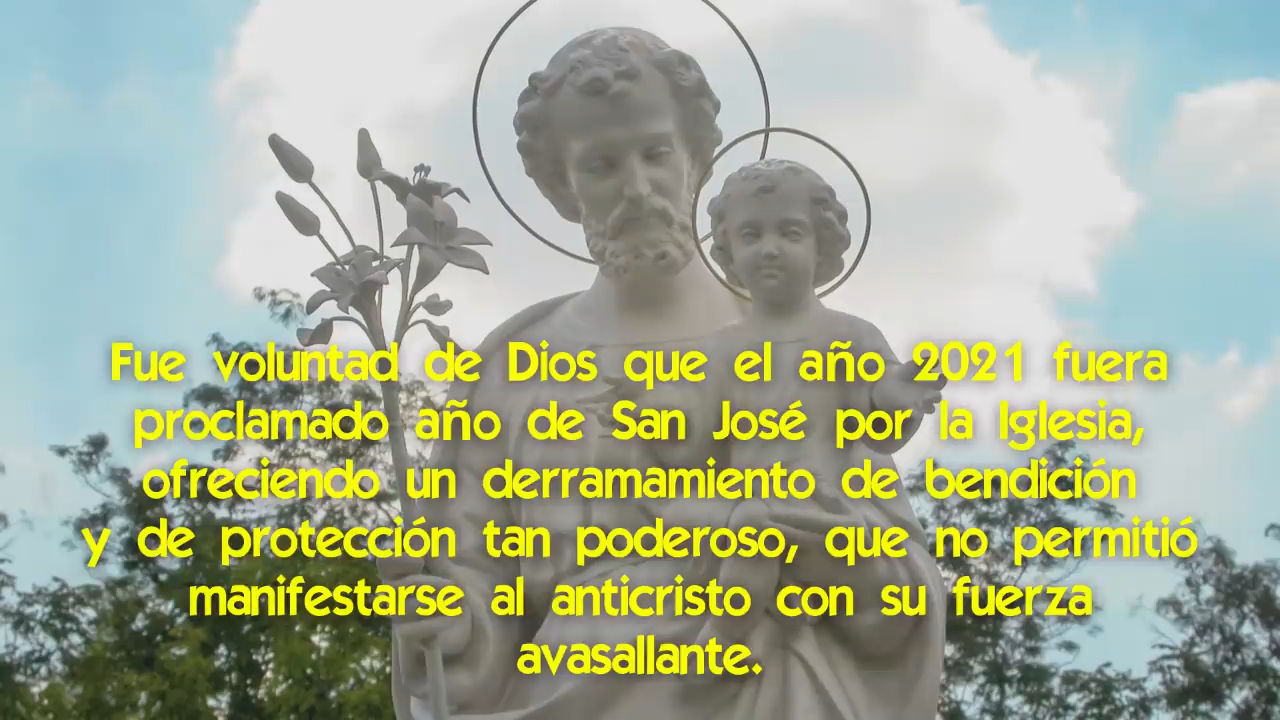 Fue voluntad de Dios que el año 2021 fuera
proclamado año de San José por la Iglesia,
ofreciendo un derramamiento de bendición
y de protección tan poderoso, que no permitió
manifestarse al anticristo con su fuerza
avasallante.